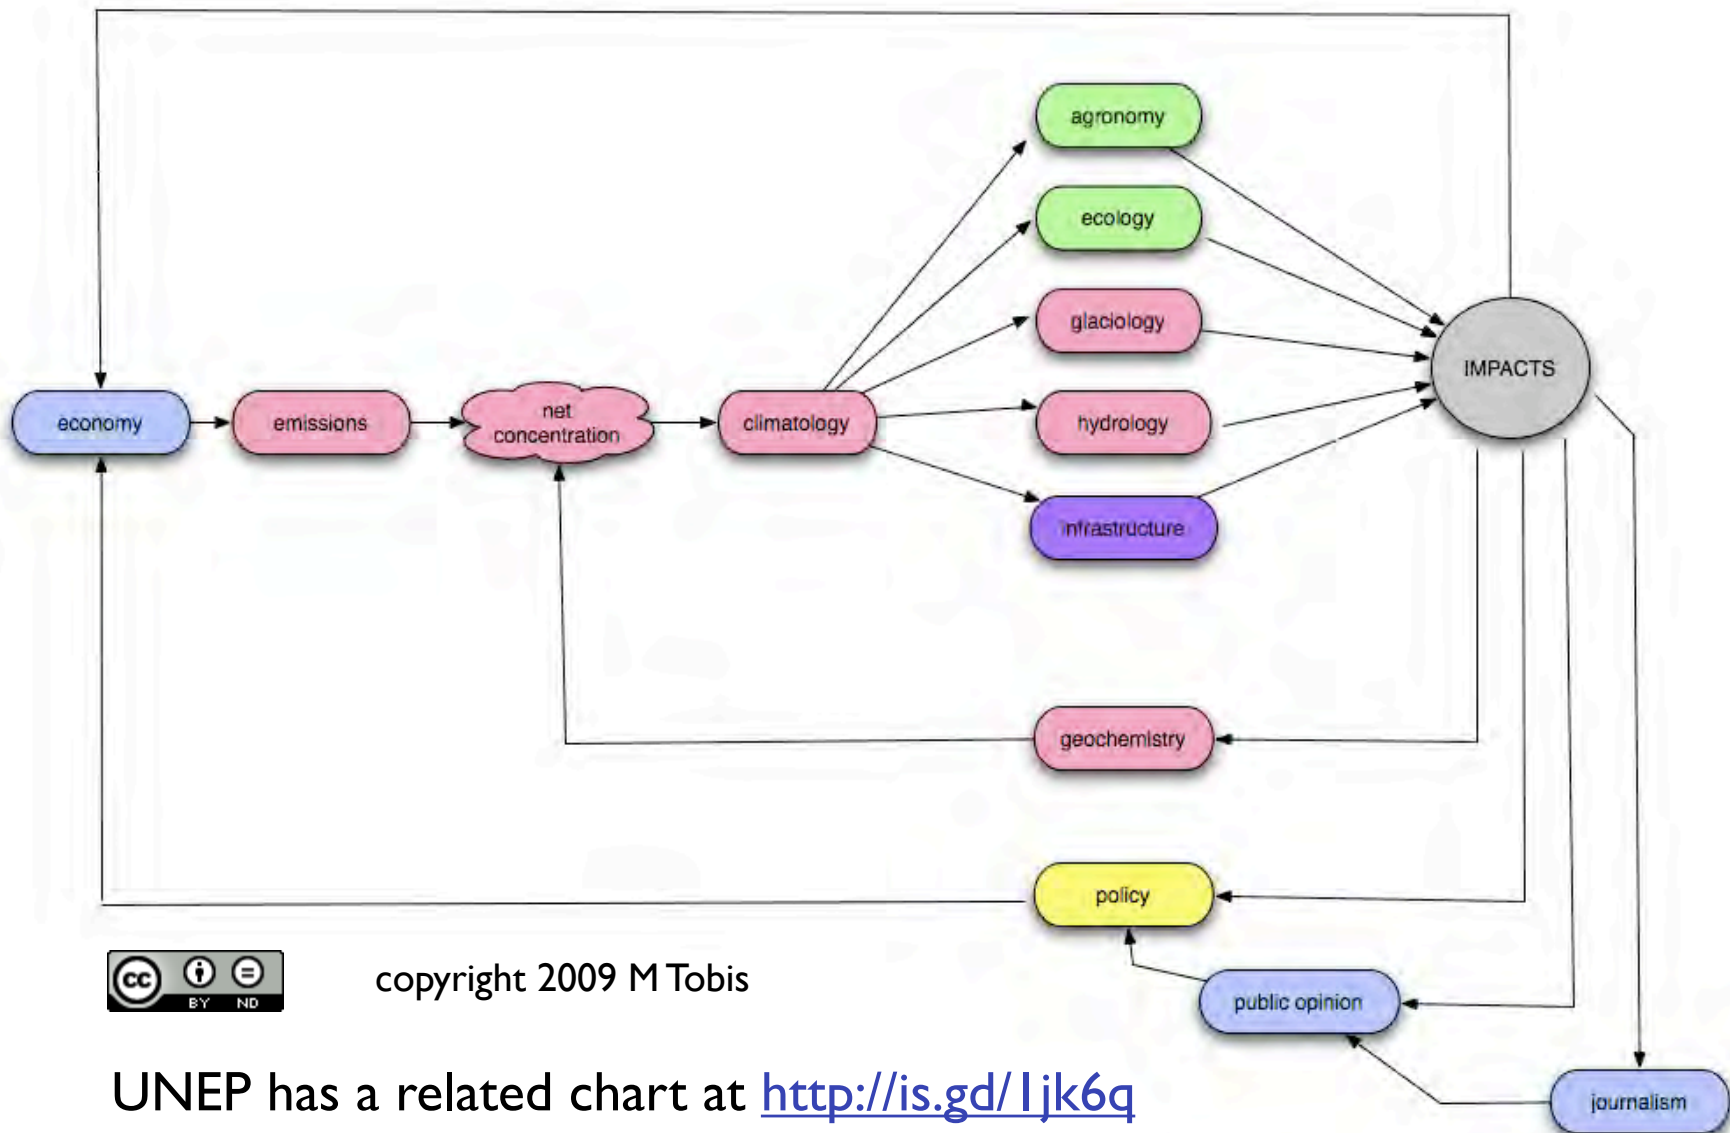 agronomy
ecology
glaciology
IMPACTS
economy
emissions
net
concentration
climatology
hydrology
infrastructure
geochemistry
policy
cc
BY ND
copyright 2009 M Tobis
public opinion
UNEP has a related chart at http://is.gd/1jk6q
journalism